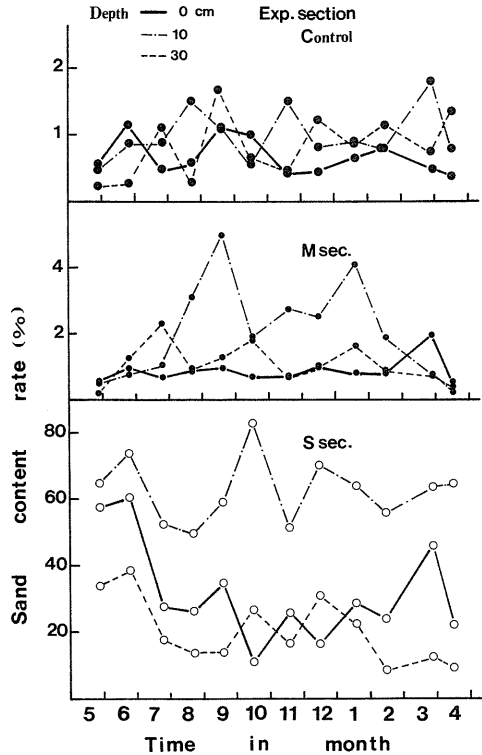 Depth 0 cm Exp. section
10 Control
30
2
1
M sec.
4
2
S sec.
80
60
40
20
Sand content rate (%)
5 6 7 8 9 10 11 12 1 2 3 4
Time in month